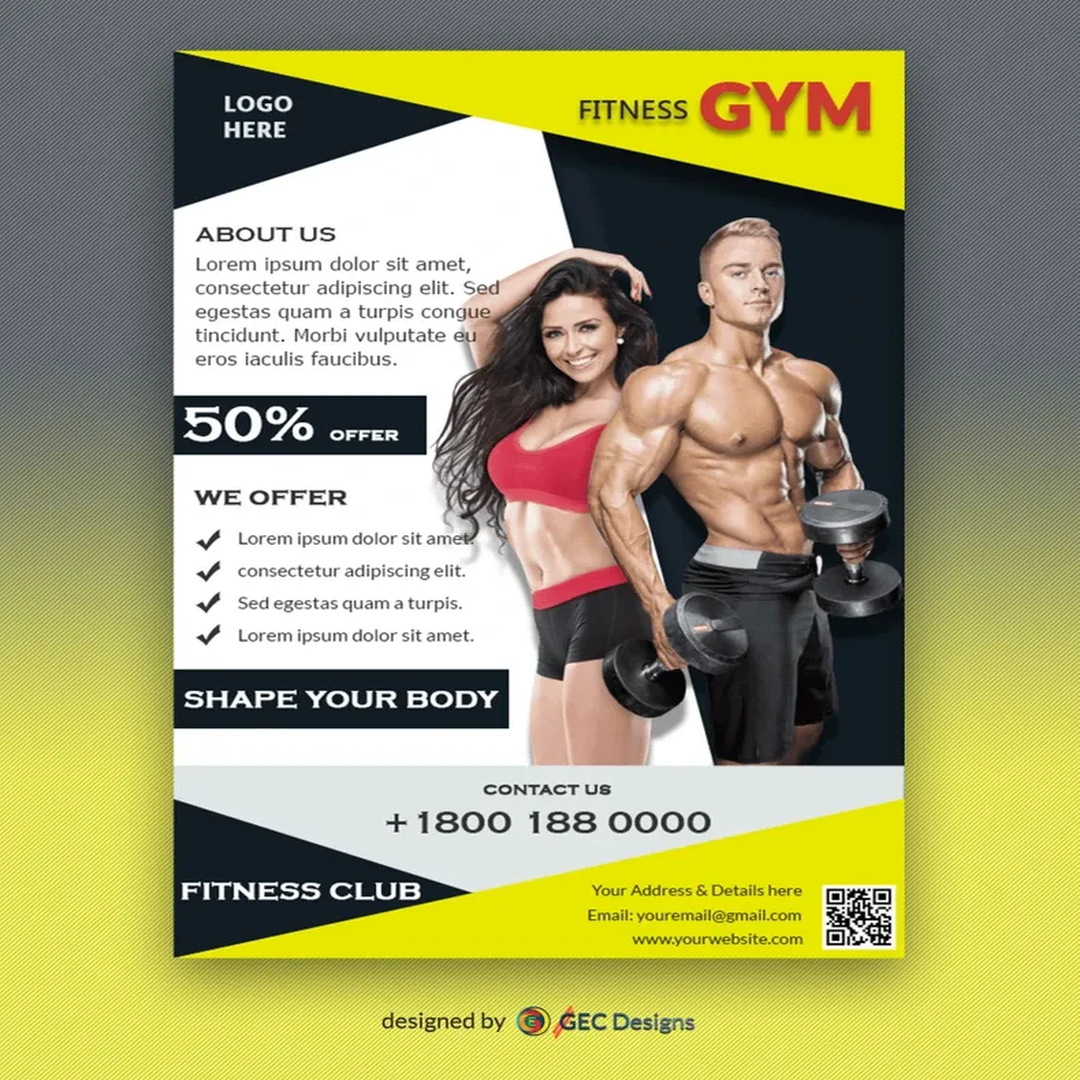 LOGO
HERE
FITNESS GYM
ABOUT US
Lorem ipsum dolor sit amet,
consectetur adipiscing elit. Sed
egestas quam a turpis congue
tincidunt. Morbi vulputate eu
eros iaculis faucibus.
50% OFFER
WE OFFER
Lorem ipsum dolor sit amet.
consectetur adipiscing elit.
Sed egestas quam a turpis.
Lorem ipsum dolor sit amet.
SHAPE YOUR BODY
CONTACT US
+1800 188 0000
FITNESS CLUB
Your Address & Details here
Email: youremail@gmail.com
www.yourwebsite.com
designed by GEC Designs